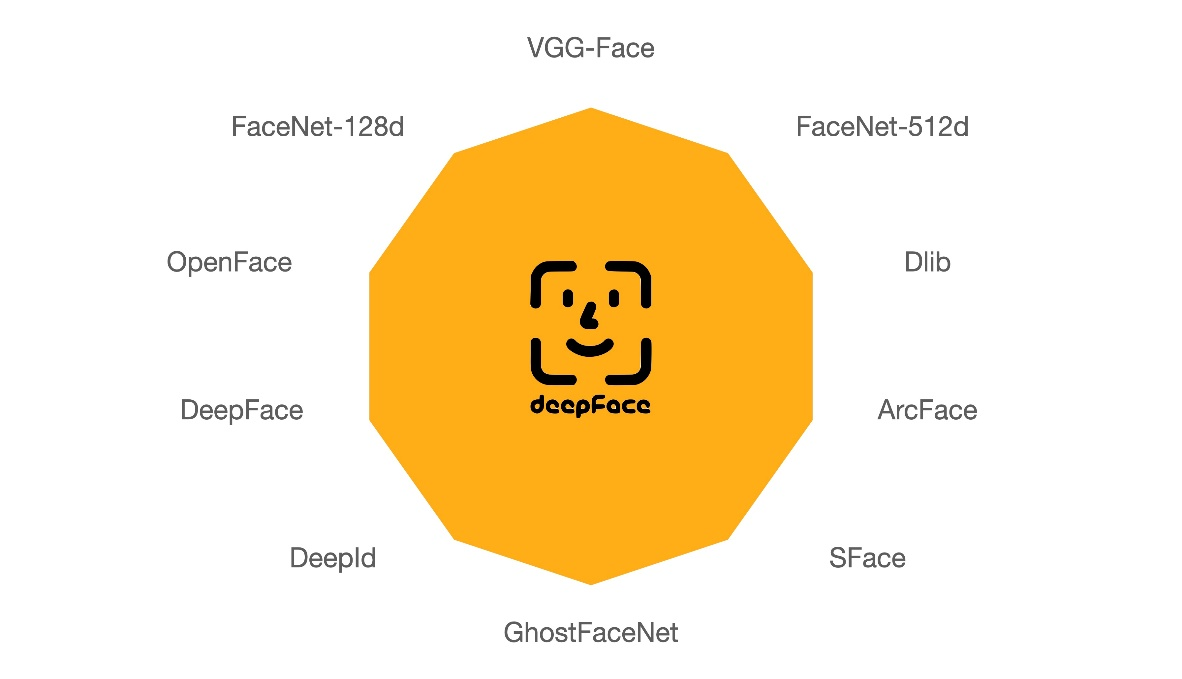 VGG-Face
FaceNet-128d
FaceNet-512d
OpenFace
Dlib
deepFace
DeepFace
ArcFace
DeepId
SFace
GhostFaceNet